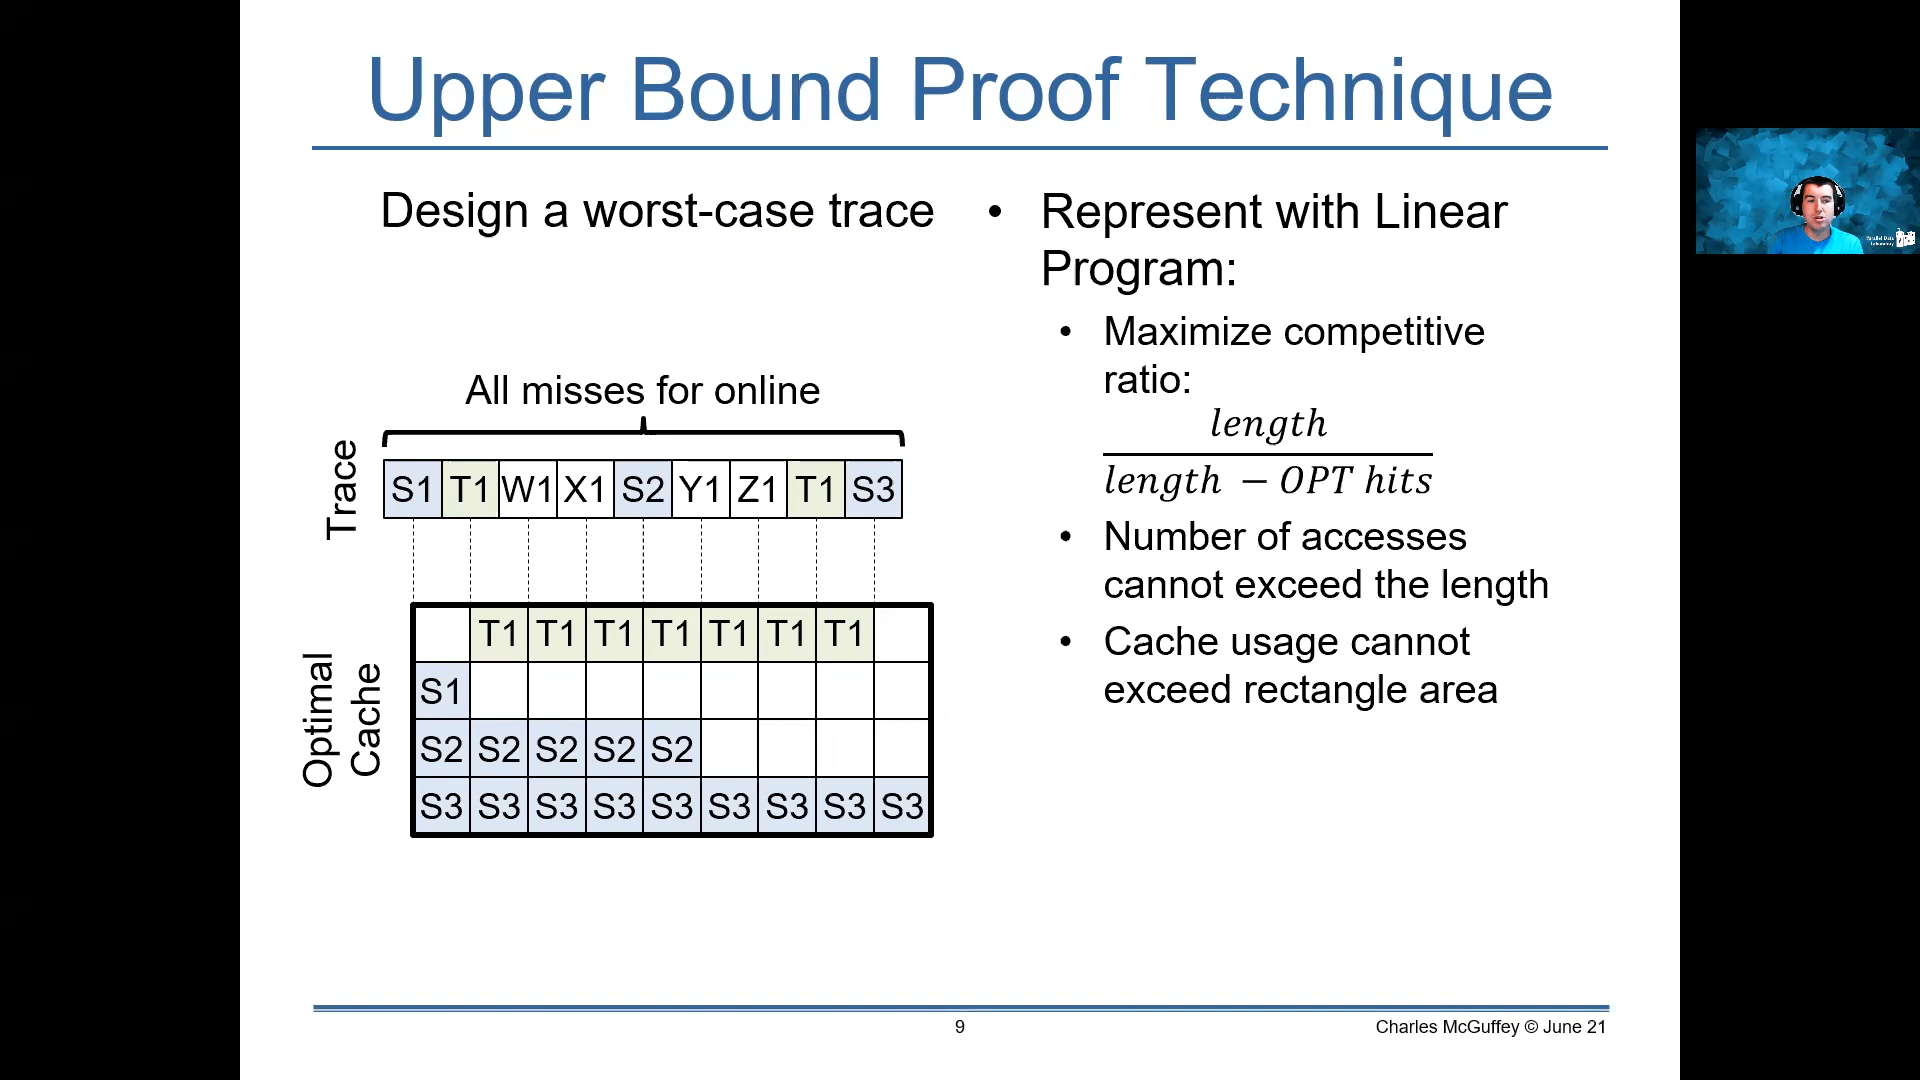 Upper Bound Proof Technique
Design a worst-case trace
All misses for online
Trace
S1 T1 W1 X1 S2 Y1 Z1 T1 S3
Optimal
Cache
T1 T1 T1 T1 T1 T1 T1
S1
S2 S2 S2 S2 S2
S3 S3 S3 S3 S3 S3 S3 S3 S3
• Represent with Linear
Program:
• Maximize competitive
ratio:
length
length − OPT hits
• Number of accesses
cannot exceed the length
• Cache usage cannot
exceed rectangle area
9
Charles McGuffey © June 21
Parallel Data
Laboratory